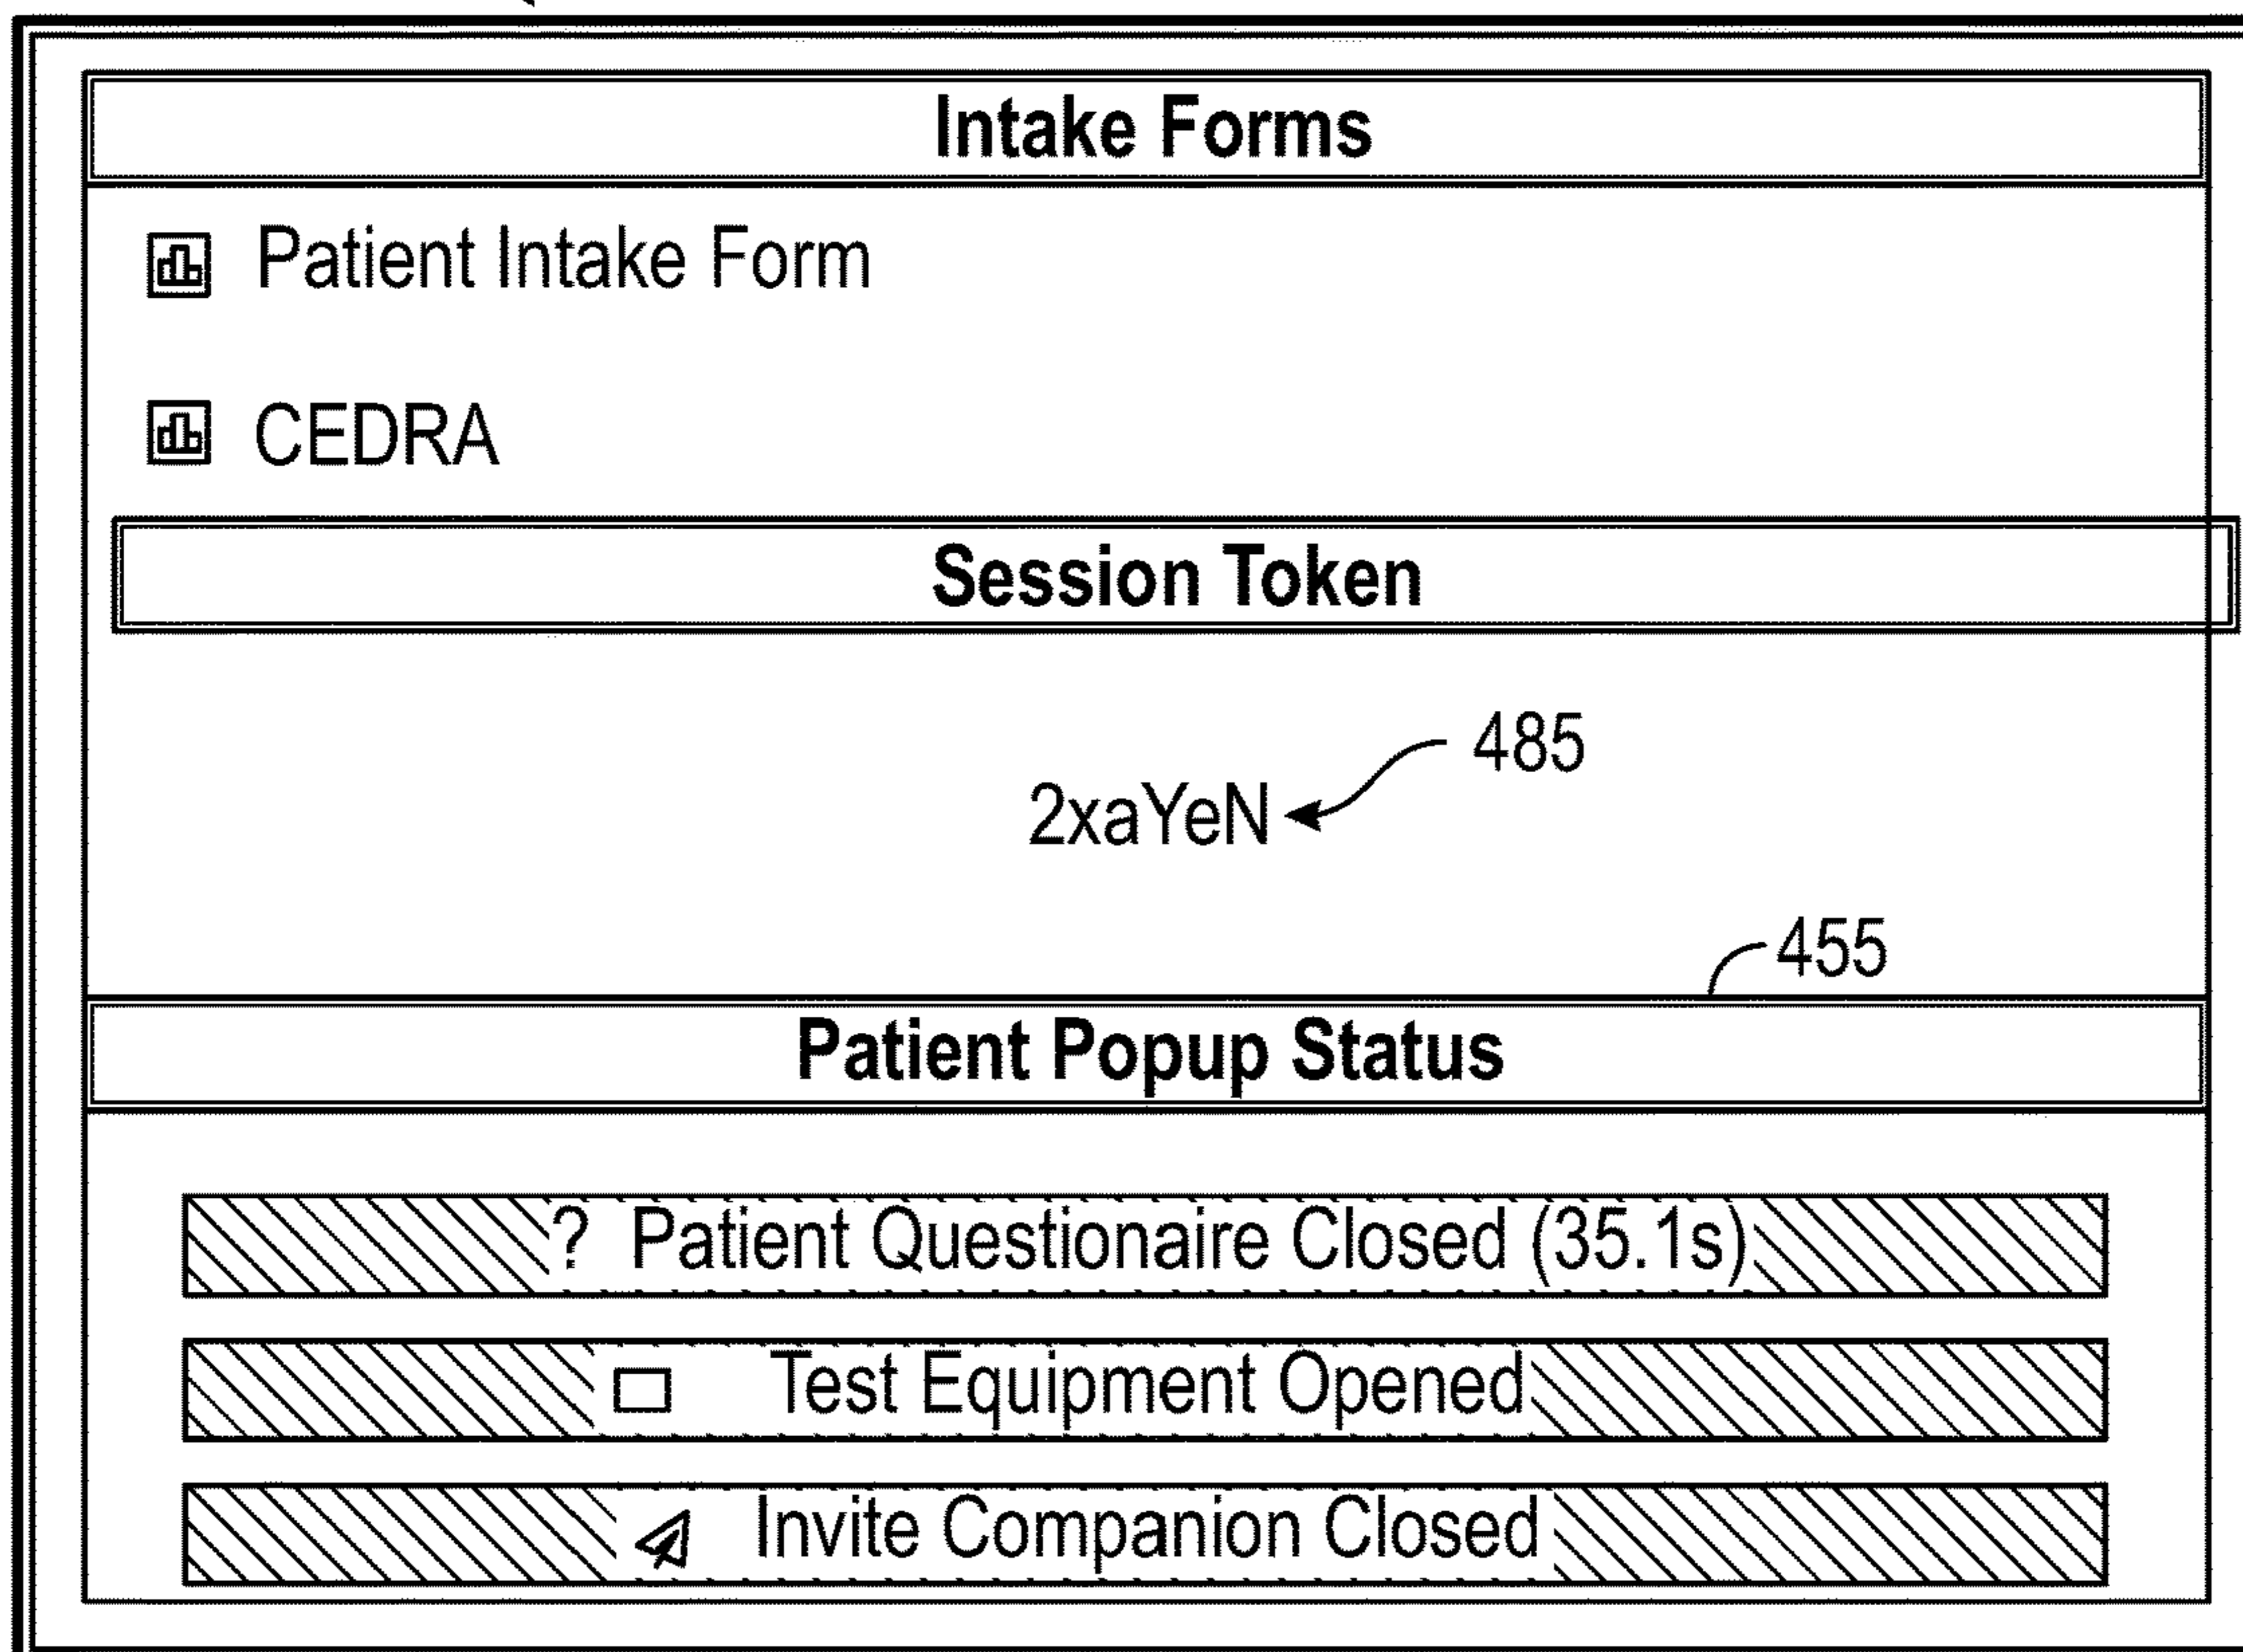 Intake Forms
Patient Intake Form
CEDRA
Session Token
485
2xaYeN
455
Patient Popup Status
? Patient Questionaire Closed (35.1s)
Test Equipment Opened
Invite Companion Closed